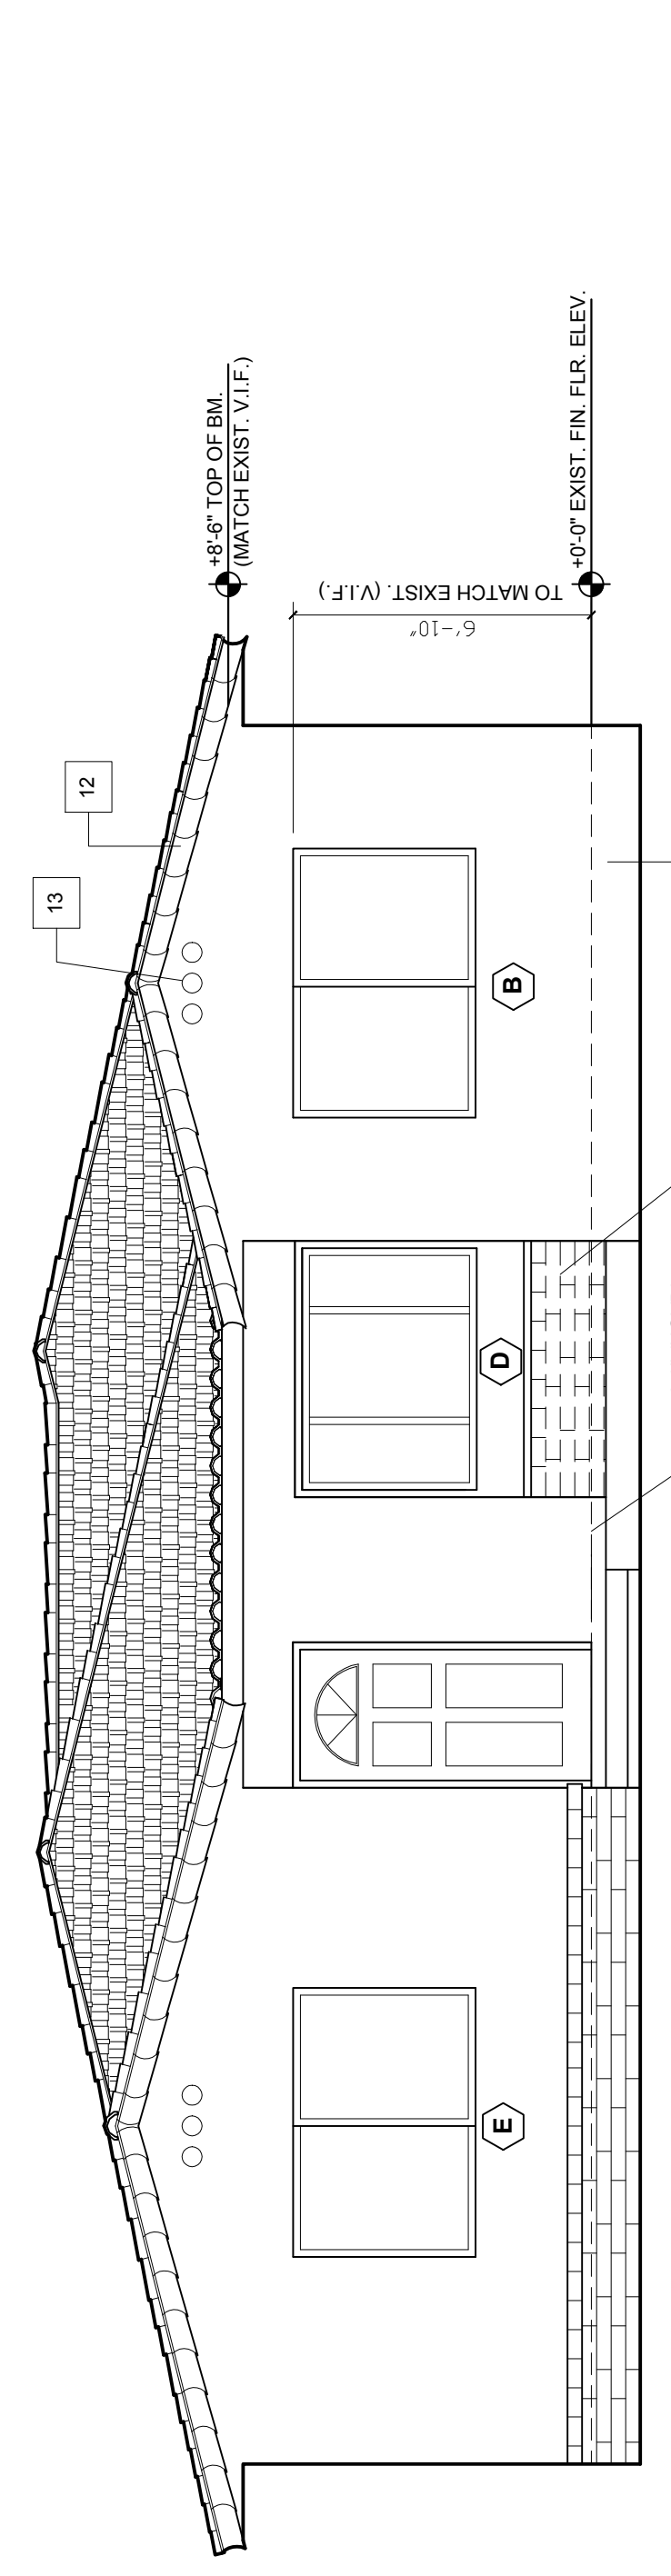 13
12
+8'-6" TOP OF BM.
(MATCH EXIST. V.I.F.)
6'-10"
TO MATCH EXIST. (V.I.F.)
+0'-0" EXIST. FIN. FLR. ELEV.
E
D
B